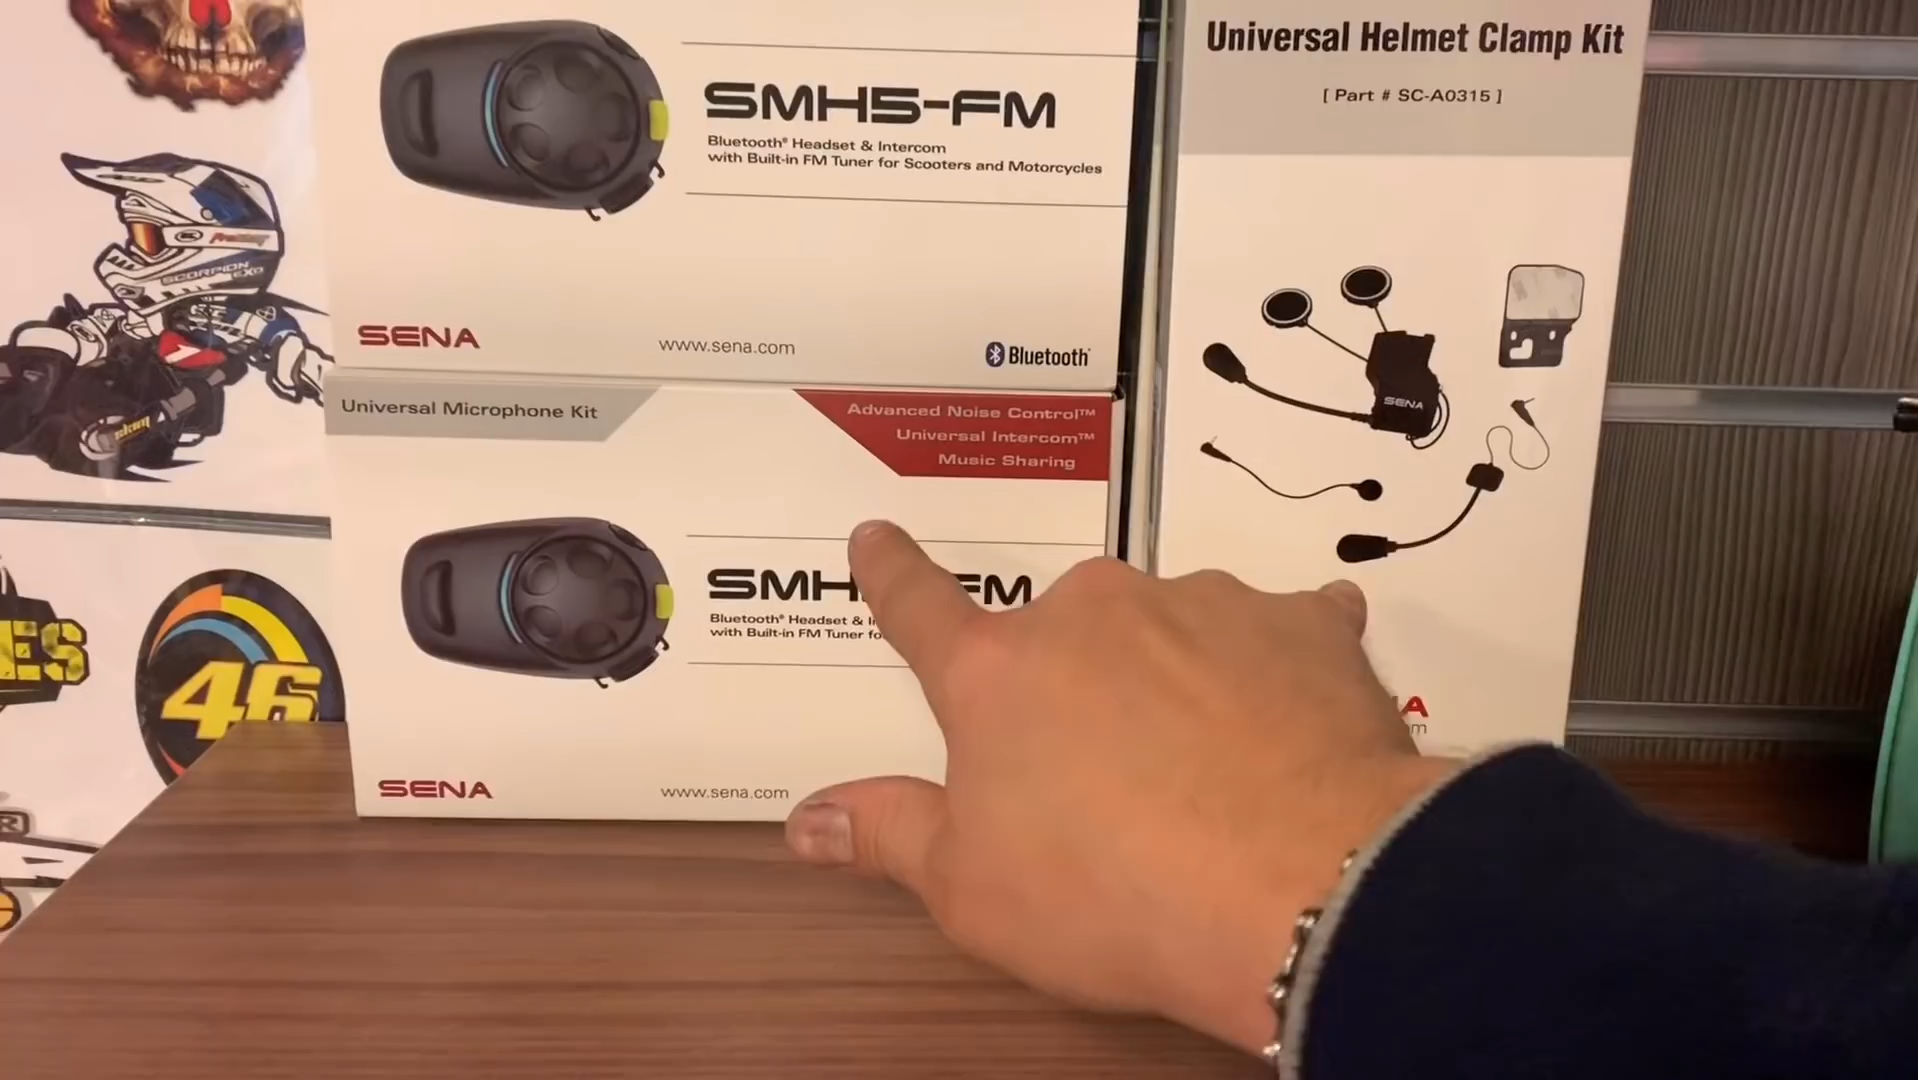 SMH5-FM
Bluetooth® Headset & Intercom
with Built-in FM Tuner for Scooters and Motorcycles
SENA
www.sena.com
Bluetooth®
Universal Microphone Kit
Advanced Noise Control™
Universal Intercom™
Music Sharing
SMH FM
Bluetooth® Headset &
with Built-in FM Tuner
SENA
www.sena.com
Universal Helmet Clamp Kit
[ Part # SC-A0315 ]
SENA
SCORPION
EXO
ES
46
R